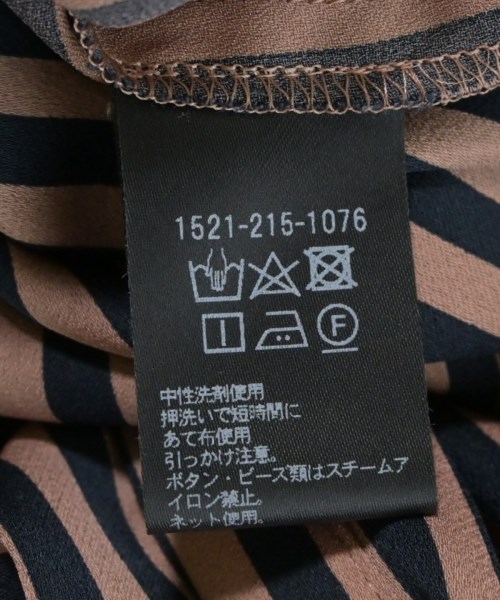 1521-215-1076
F
中性洗剤使用
押洗いで短時間に
あて布使用
引っかけ注意。
ボタン・ビーズ類はスチームア
イロン禁止。
ネット使用。